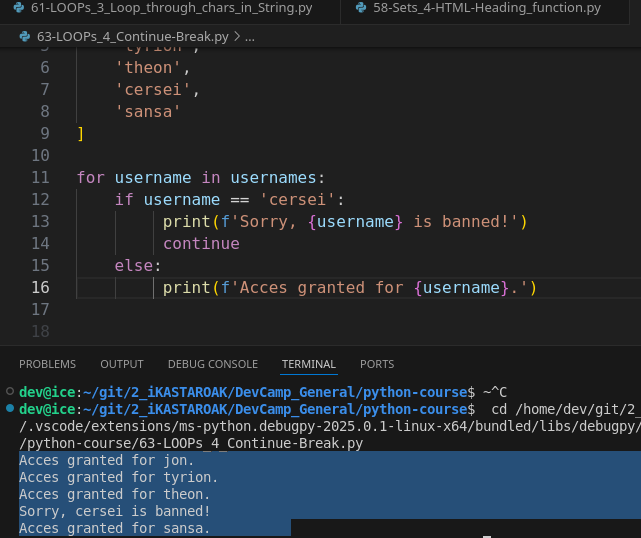 61-LOOPs_3_Loop_through_chars_in_String.py
58-Sets_4-HTML-Heading_function.py
63-LOOPs_4_Continue-Break.py > ...
5 'tyrion',
6 'theon',
7 'cersei',
8 'sansa'
9 ]
10
11 for username in usernames:
12 if username == 'cersei':
13 print(f'Sorry, {username} is banned!')
14 continue
15 else:
16 print(f'Acces granted for {username}.')
17
18
PROBLEMS OUTPUT DEBUG CONSOLE TERMINAL PORTS
dev@ice:~/git/2_iKASTAROAK/DevCamp_General/python-course$ ~^C
dev@ice:~/git/2_iKASTAROAK/DevCamp_General/python-course$ cd /home/dev/git/2_
/.vscode/extensions/ms-python.debugpy-2025.0.1-linux-x64/bundled/libs/debugpy/
/python-course/63-LOOPs_4_Continue-Break.py
Acces granted for jon.
Acces granted for tyrion.
Acces granted for theon.
Sorry, cersei is banned!
Acces granted for sansa.